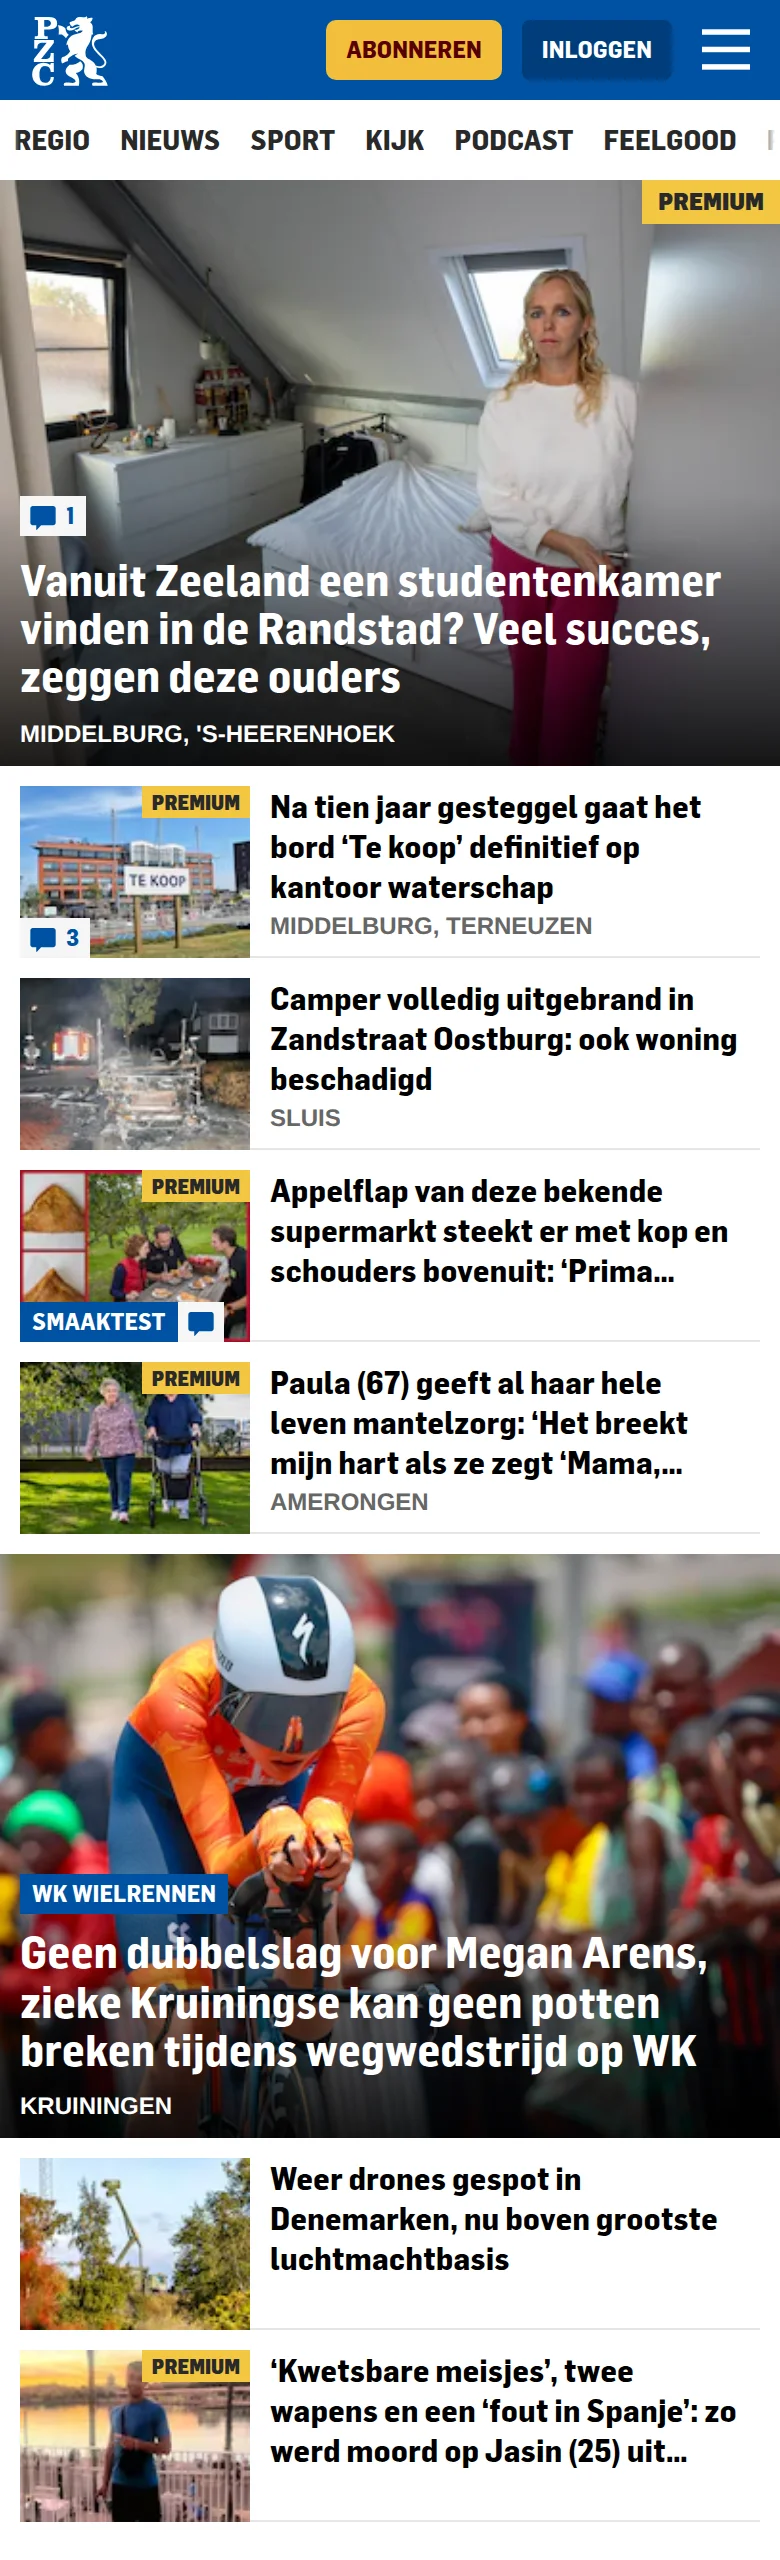 PZC
ABONNEREN
INLOGGEN
REGIO NIEUWS SPORT KIJK PODCAST FEELGOOD
PREMIUM
1
Vanuit Zeeland een studentenkamer
vinden in de Randstad? Veel succes,
zeggen deze ouders
MIDDELBURG, 'S-HEERENHOEK
PREMIUM
TE KOOP
3
Na tien jaar gesteggel gaat het
bord ‘Te koop’ definitief op
kantoor waterschap
MIDDELBURG, TERNEUZEN
Camper volledig uitgebrand in
Zandstraat Oostburg: ook woning
beschadigd
SLUIS
PREMIUM
SMAAKTEST
Appelflap van deze bekende
supermarkt steekt er met kop en
schouders bovenuit: ‘Prima...
PREMIUM
Paula (67) geeft al haar hele
leven mantelzorg: ‘Het breekt
mijn hart als ze zegt ‘Mama,...
AMERONGEN
WK WIELRENNEN
Geen dubbelslag voor Megan Arens,
zieke Kruiningse kan geen potten
breken tijdens wegwedstrijd op WK
KRUININGEN
Weer drones gespot in
Denemarken, nu boven grootste
luchtmachtbasis
PREMIUM
‘Kwetsbare meisjes’, twee
wapens en een ‘fout in Spanje’: zo
werd moord op Jasin (25) uit...